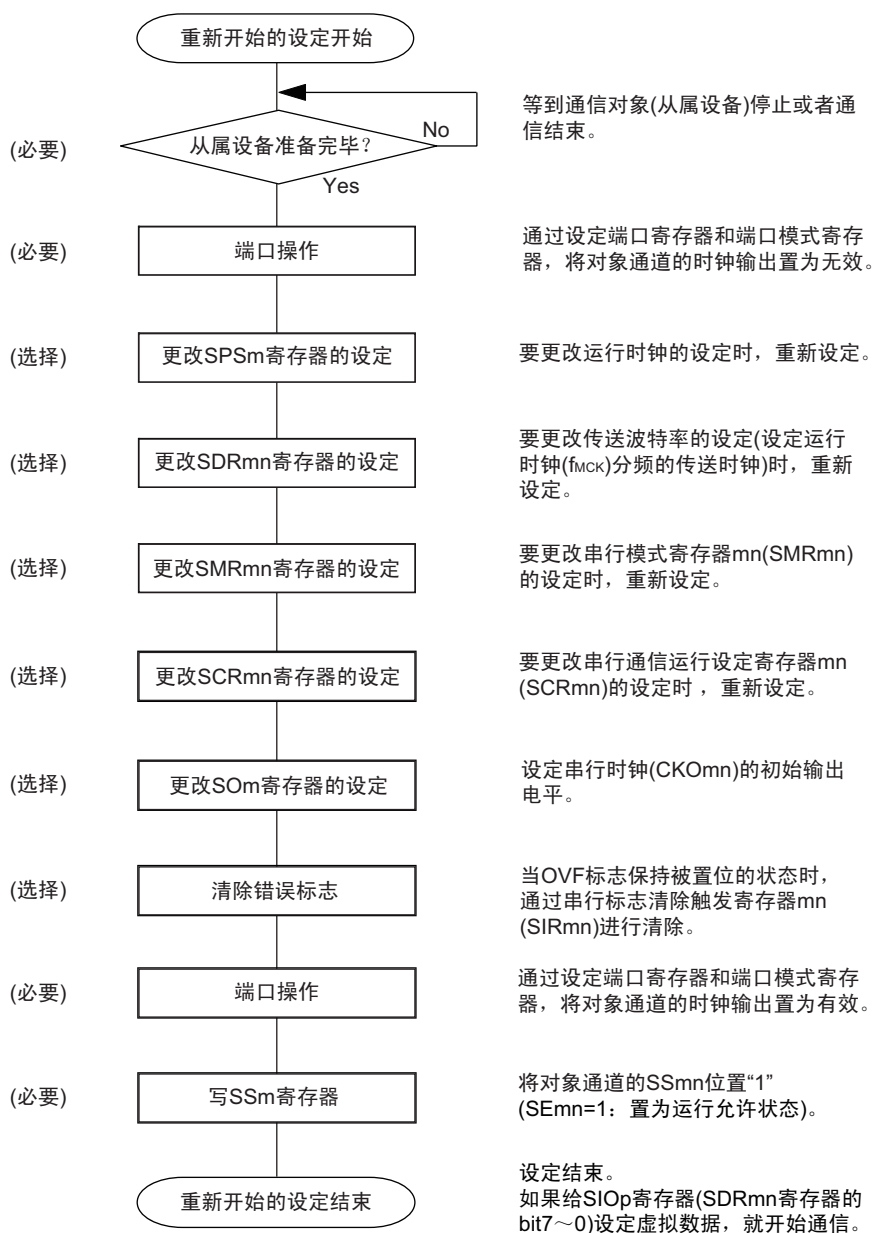 重新开始的设定开始
等到通信对象(从属设备)停止或者通
信结束。
No
(必要)
从属设备准备完毕？
Yes
(必要)
端口操作
通过设定端口寄存器和端口模式寄存
器，将对象通道的时钟输出置为无效。
(选择)
更改SPSm寄存器的设定
要更改运行时钟的设定时，重新设定。
(选择)
更改SDRmn寄存器的设定
要更改传送波特率的设定(设定运行
时钟(fMCK)分频的传送时钟)时，重新
设定。
(选择)
更改SMRmn寄存器的设定
要更改串行模式寄存器mn(SMRmn)
的设定时，重新设定。
(选择)
更改SCRmn寄存器的设定
要更改串行通信运行设定寄存器mn
(SCRmn)的设定时，重新设定。
(选择)
更改SOm寄存器的设定
设定串行时钟(CKOmn)的初始输出
电平。
(选择)
清除错误标志
当OVF标志保持被置位的状态时，
通过串行标志清除触发寄存器mn
(SIRmn)进行清除。
(必要)
端口操作
通过设定端口寄存器和端口模式寄存
器，将对象通道的时钟输出置为有效。
(必要)
写SSm寄存器
将对象通道的SSmn位置“1”
(SEmn=1：置为运行允许状态)。
重新开始的设定结束
设定结束。
如果给SIOp寄存器(SDRmn寄存器的
bit7～0)设定虚拟数据，就开始通信。